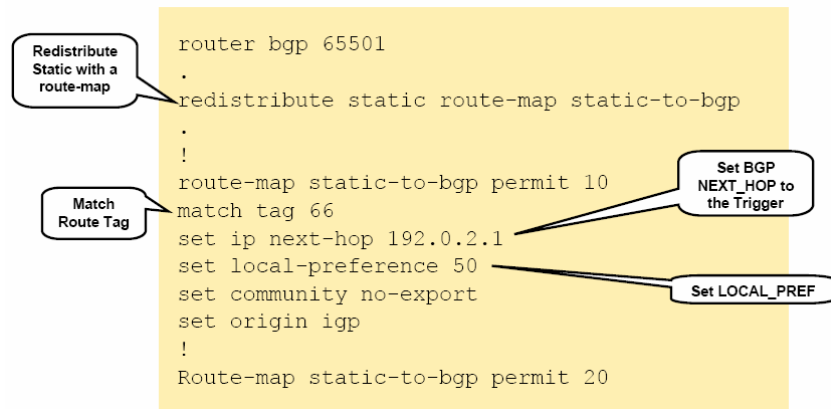 router bgp 65501
.
Redistribute
Static with a
route-map
redistribute static route-map static-to-bgp
.
!
route-map static-to-bgp permit 10
Set BGP
NEXT_HOP to
the Trigger
Match
Route Tag
match tag 66
set ip next-hop 192.0.2.1
set local-preference 50
Set LOCAL_PREF
set community no-export
set origin igp
!
Route-map static-to-bgp permit 20